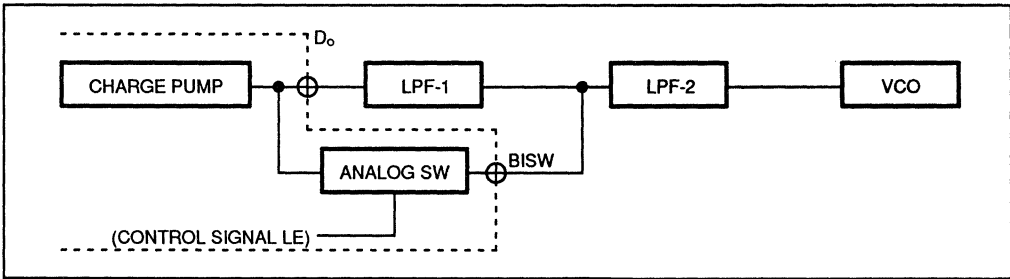 Do
CHARGE PUMP
LPF-1
LPF-2
VCO
ANALOG SW
BISW
(CONTROL SIGNAL LE)